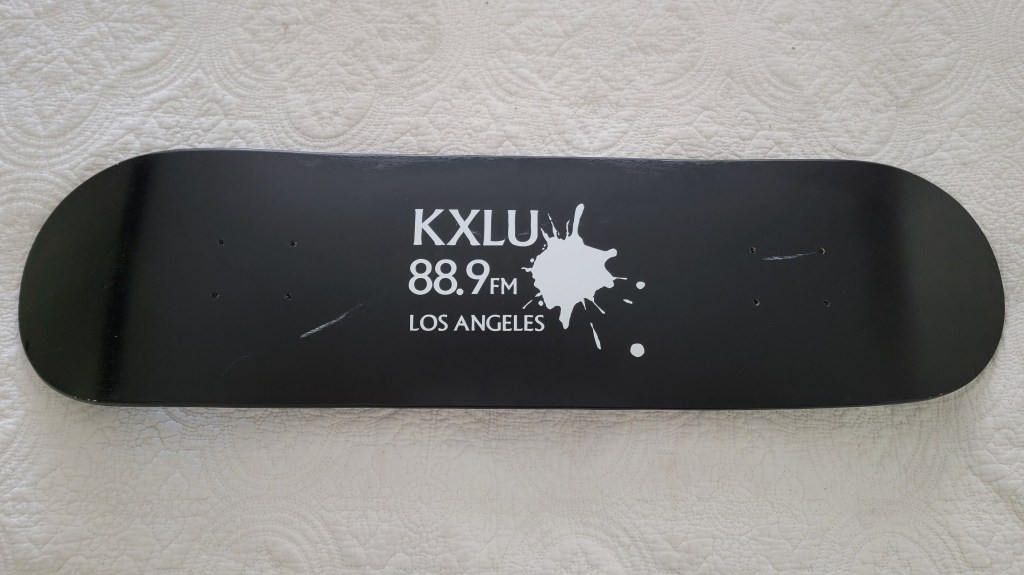 KXLU
88.9FM
LOS ANGELES